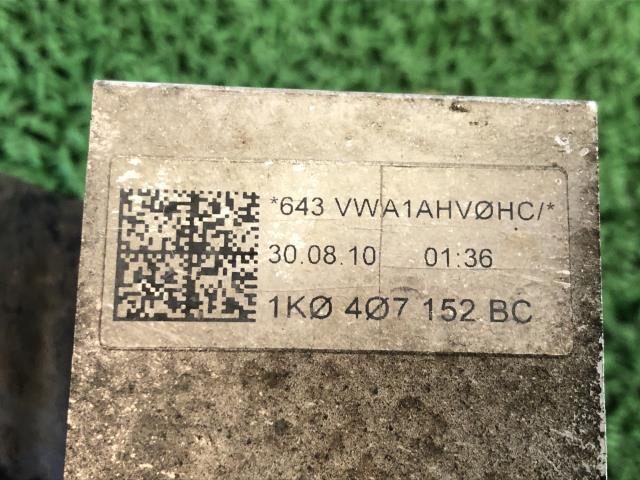 *643 VWA1AHVØHC/*
30.08.10 01:36
1KØ 4Ø7 152 BC